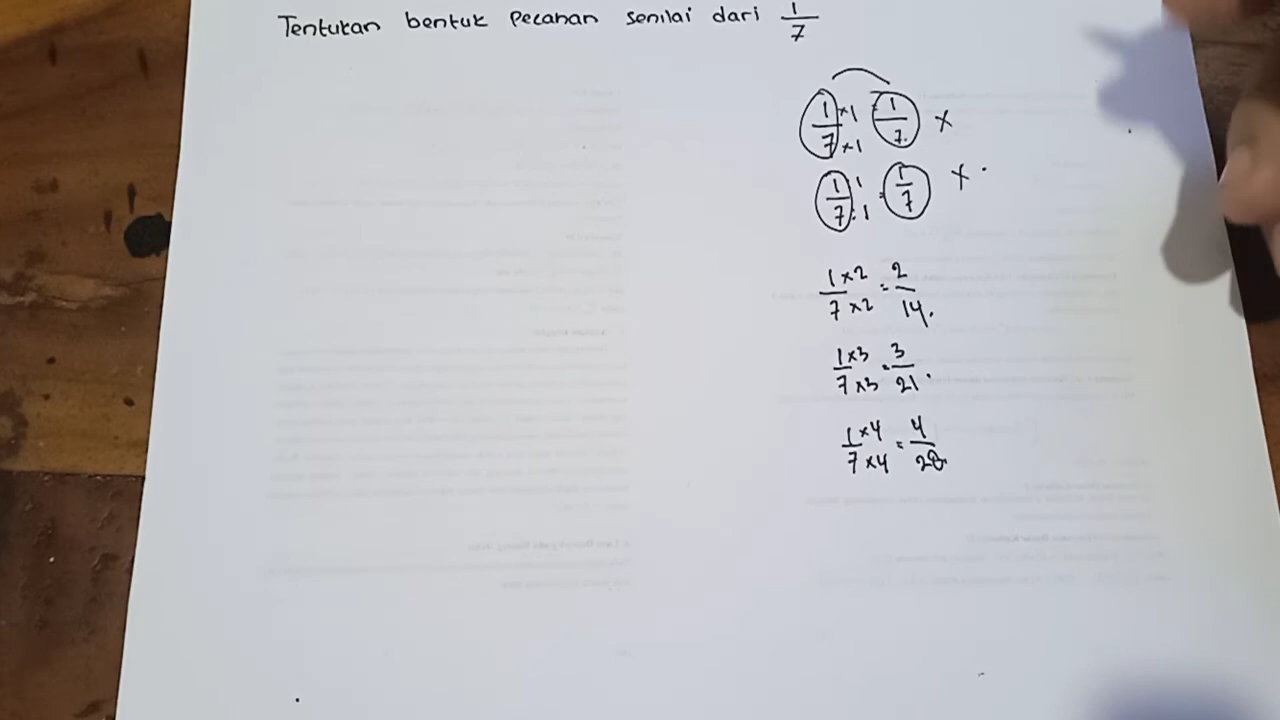 Tentukan bentuk pecahan senilai dari 1/7
1/7 ×1 ×1 = 1/7 ×
1/7 : 1 : 1 = 1/7 ×
1/7 ×2 ×2 = 2/14.
1/7 ×3 ×3 = 3/21.
1/7 ×4 ×4 = 4/28.